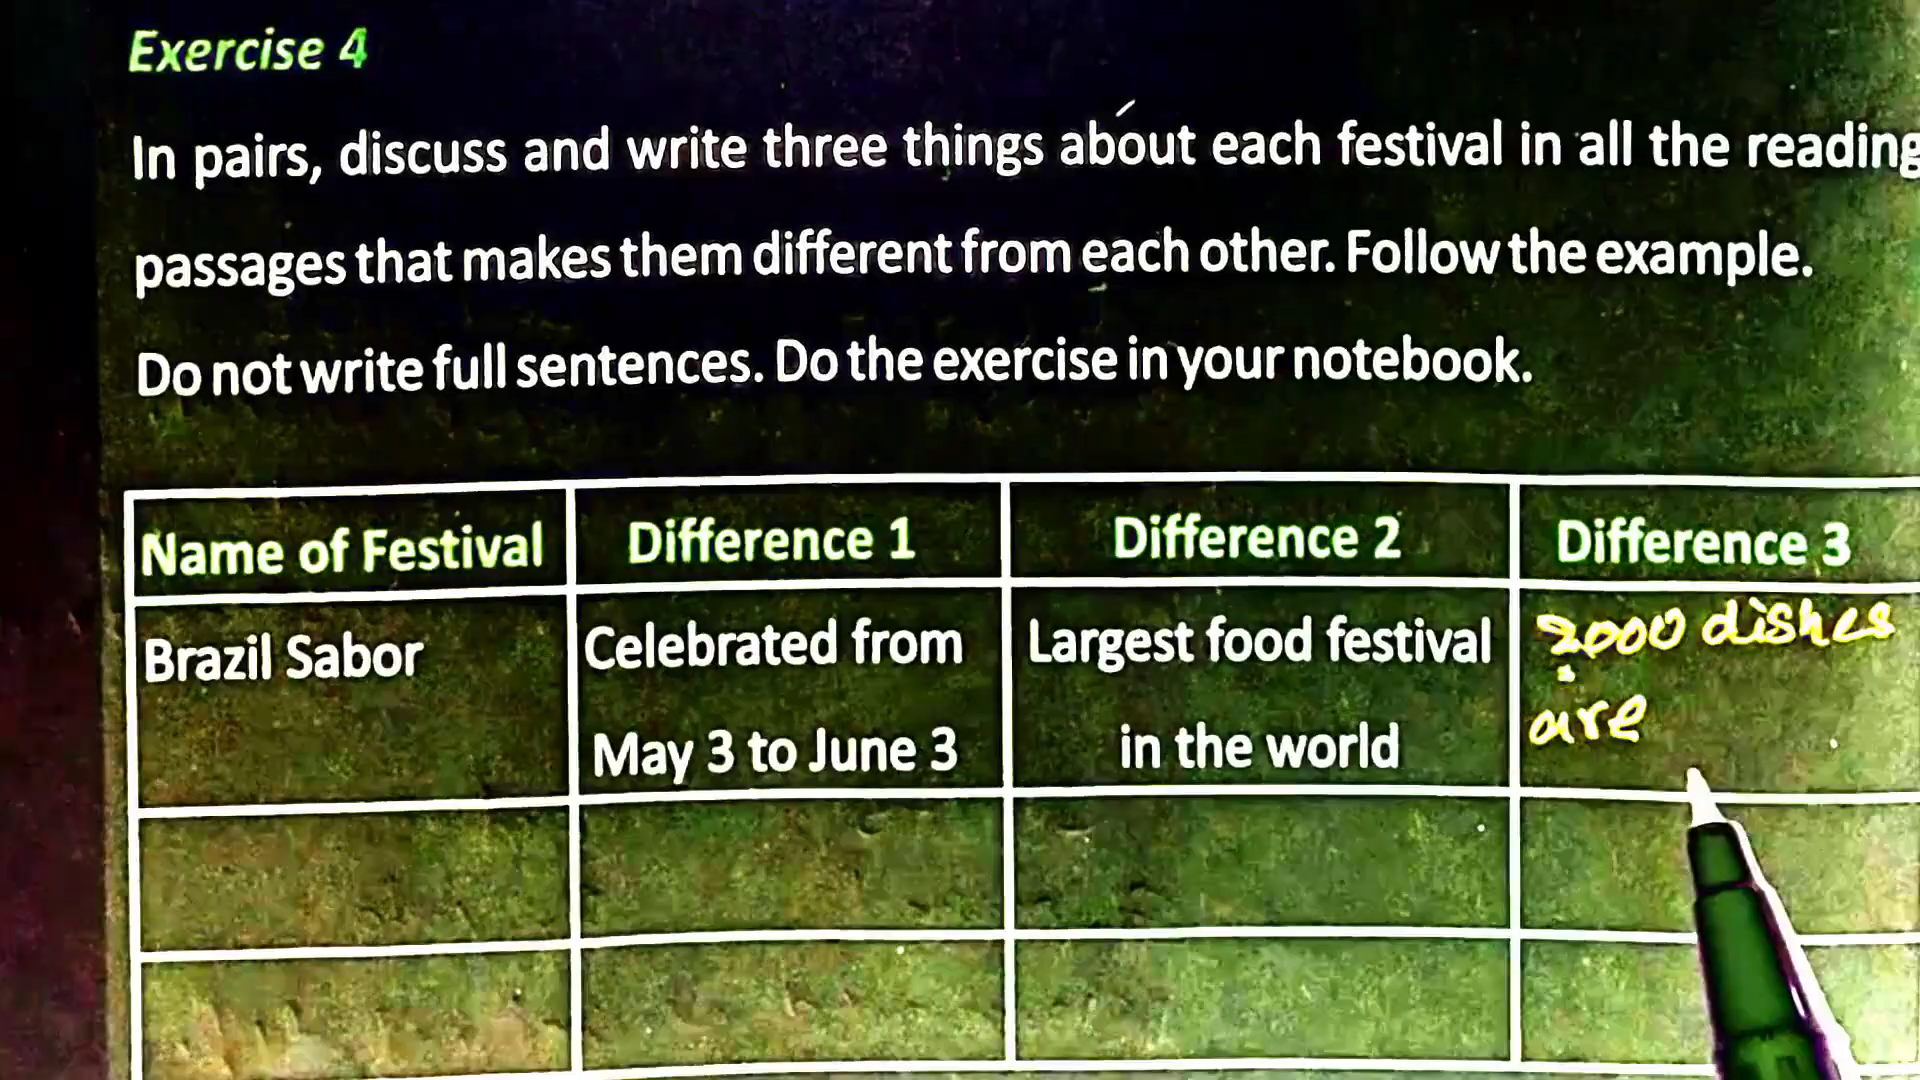 Exercise 4
In pairs, discuss and write three things about each festival in all the reading
passages that makes them different from each other. Follow the example.
Do not write full sentences. Do the exercise in your notebook.
Name of Festival Difference 1 Difference 2 Difference 3
Brazil Sabor Celebrated from Largest food festival 2000 dishes
May 3 to June 3 in the world are